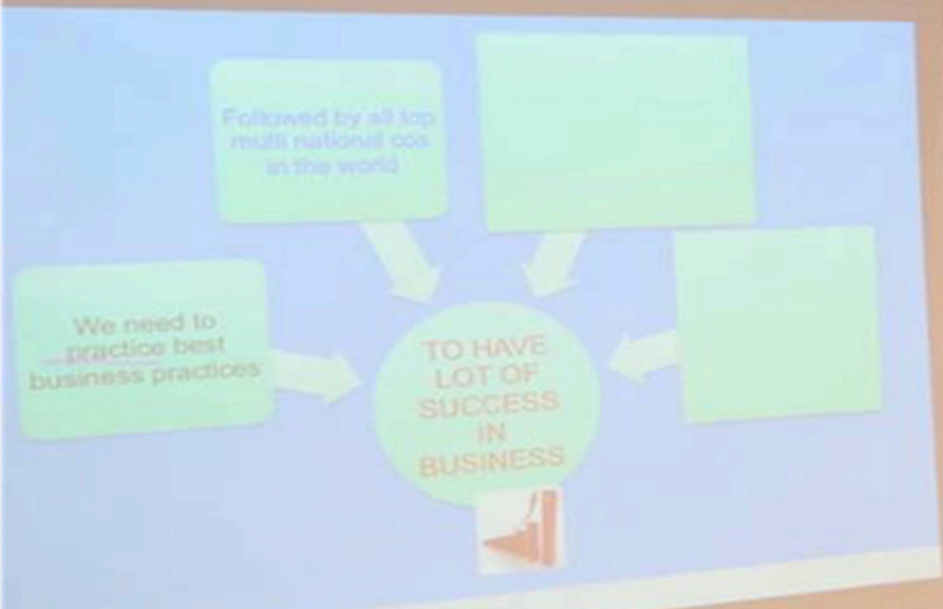 Followed by all top
multi national cos
in the world
We need to
practice best
business practices
TO HAVE
LOT OF
SUCCESS
IN
BUSINESS